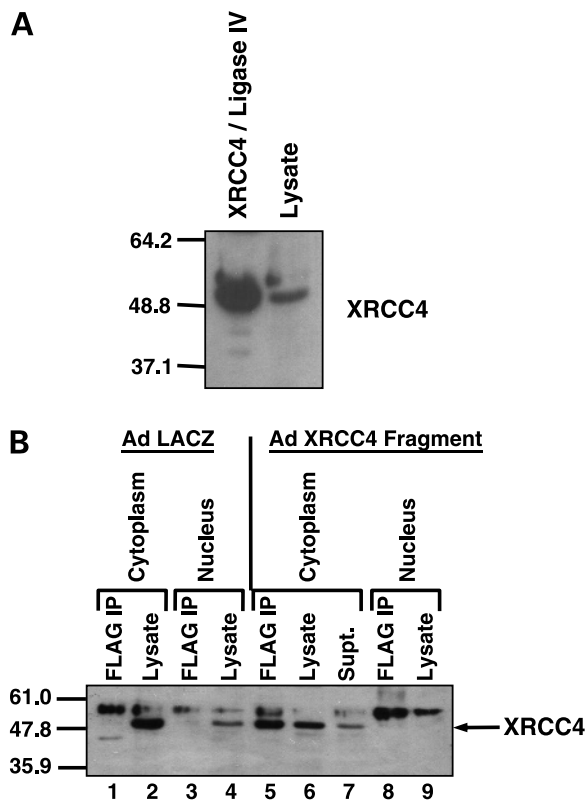 A
XRCC4 / Ligase IV
Lysate
64.2
48.8
37.1
XRCC4
B
Ad LACZ
Ad XRCC4 Fragment
Cytoplasm
Nucleus
Cytoplasm
Nucleus
FLAG IP
Lysate
FLAG IP
Lysate
FLAG IP
Lysate
Supt.
FLAG IP
Lysate
61.0
47.8
35.9
XRCC4
1 2 3 4 5 6 7 8 9